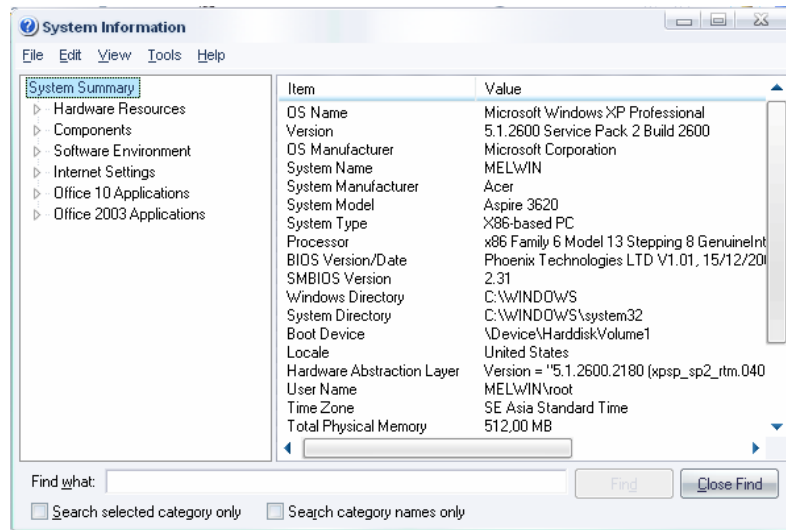 System Information
File Edit View Tools Help
System Summary
Hardware Resources
Components
Software Environment
Internet Settings
Office 10 Applications
Office 2003 Applications
Item Value
OS Name Microsoft Windows XP Professional
Version 5.1.2600 Service Pack 2 Build 2600
OS Manufacturer Microsoft Corporation
System Name MELWIN
System Manufacturer Acer
System Model Aspire 3620
System Type X86-based PC
Processor x86 Family 6 Model 13 Stepping 8 GenuineInt
BIOS Version/Date Phoenix Technologies LTD V1.01, 15/12/200
SMBIOS Version 2.31
Windows Directory C:\WINDOWS
System Directory C:\WINDOWS\system32
Boot Device \Device\HarddiskVolume1
Locale United States
Hardware Abstraction Layer Version = "5.1.2600.2180 (xpsp_sp2_rtm.040
User Name MELWIN\root
Time Zone SE Asia Standard Time
Total Physical Memory 512,00 MB
Find what: Find Close Find
Search selected category only Search category names only